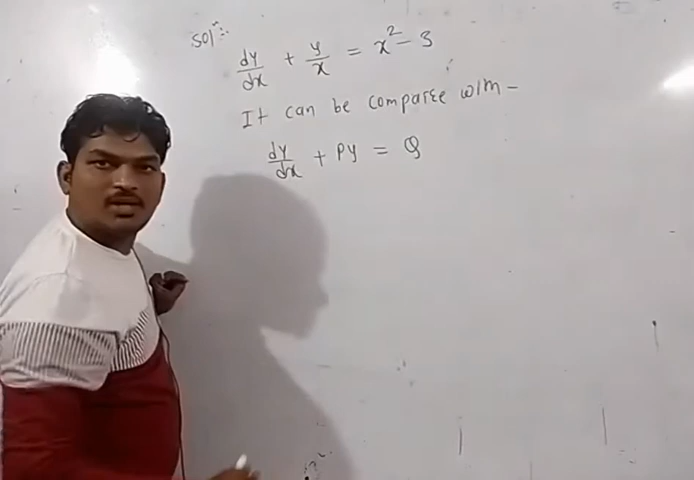 Sol^n:-
dy/dx + y/x = x² - 3
It can be comparee with -
dy/dx + Py = Q